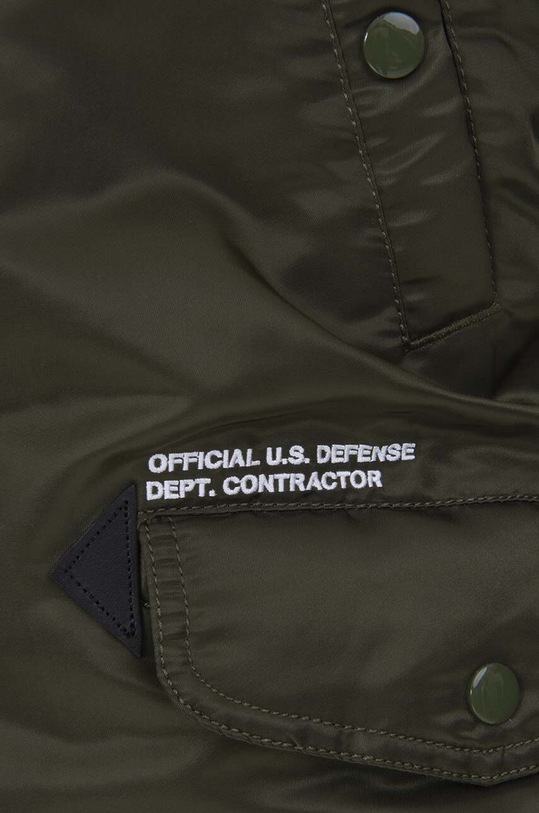 OFFICIAL U.S. DEFENSE
DEPT. CONTRACTOR